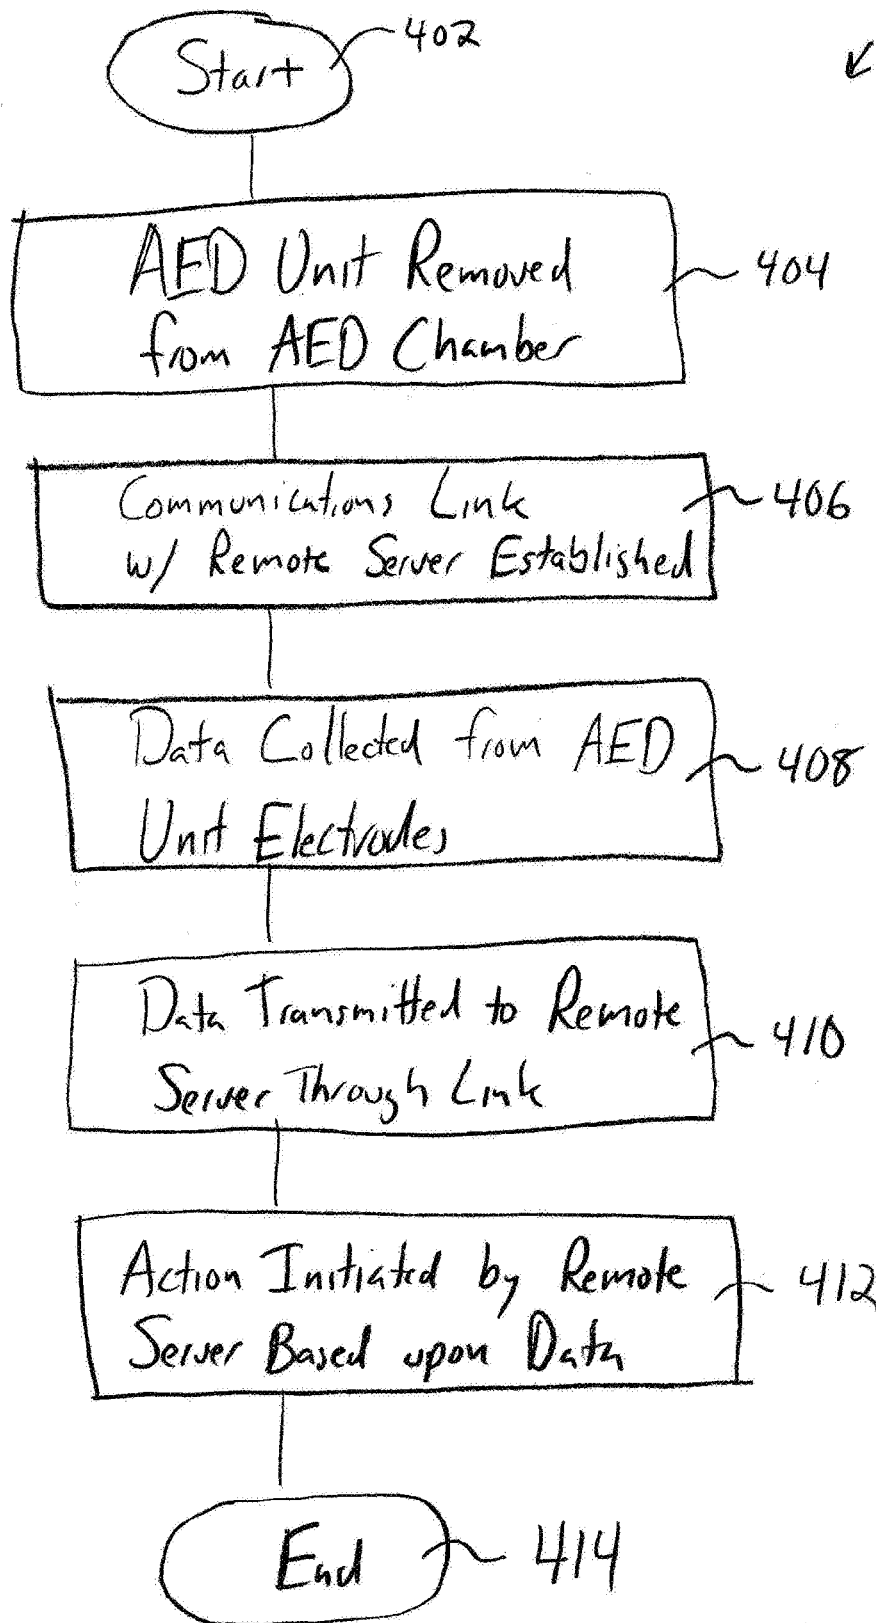 Start
402
AED Unit Removed
from AED Chamber
404
Communications Link
w/ Remote Server Established
406
Data Collected from AED
Unit Electrodes
408
Data Transmitted to Remote
Server Through Link
410
Action Initiated by Remote
Server Based upon Data
412
End
414